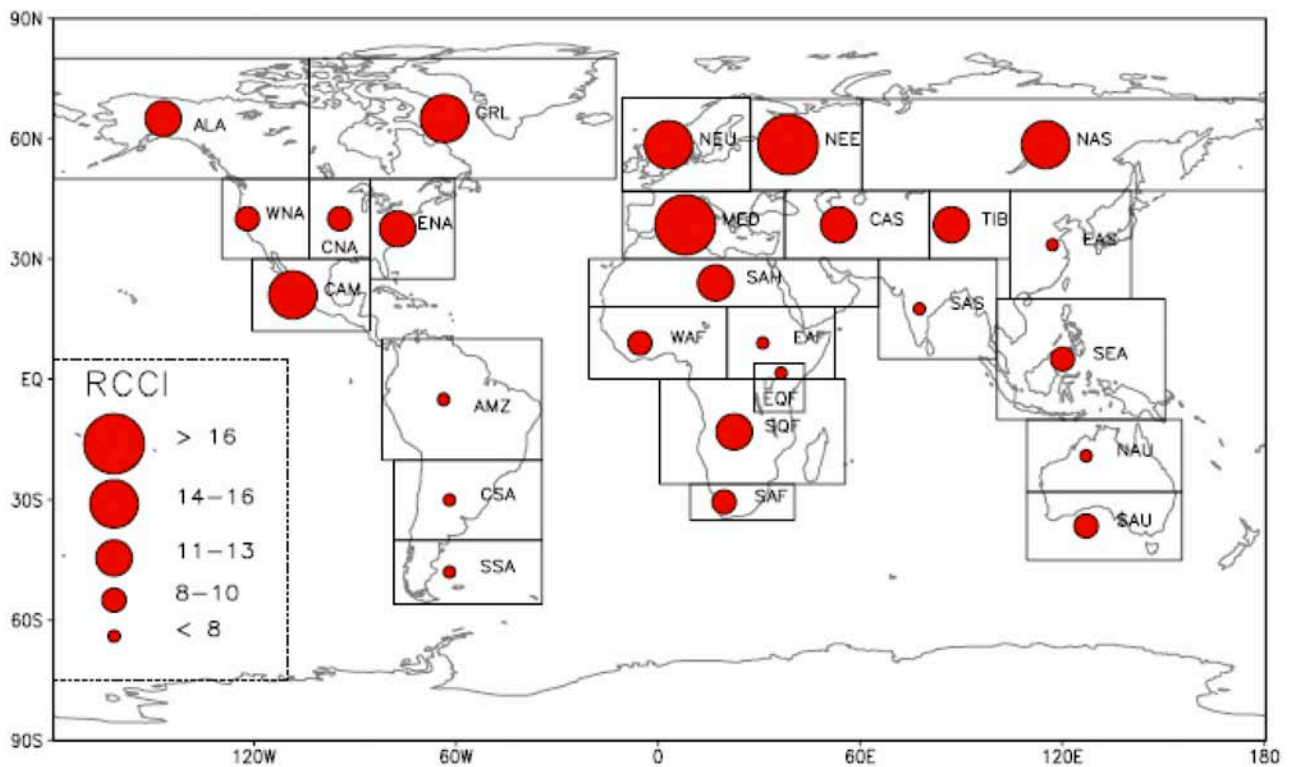 90N
60N
30N
EQ
30S
60S
90S
ALA
GRL
NEU
NEE
NAS
WNA
CNA
ENA
MED
CAS
TIB
EAS
CAM
SAH
SAS
WAF
EAF
SEA
EQF
AMZ
SQF
NAU
CSA
SAF
SAU
SSA
RCCI
> 16
14-16
11-13
8-10
< 8
120W
60W
0
60E
120E
180